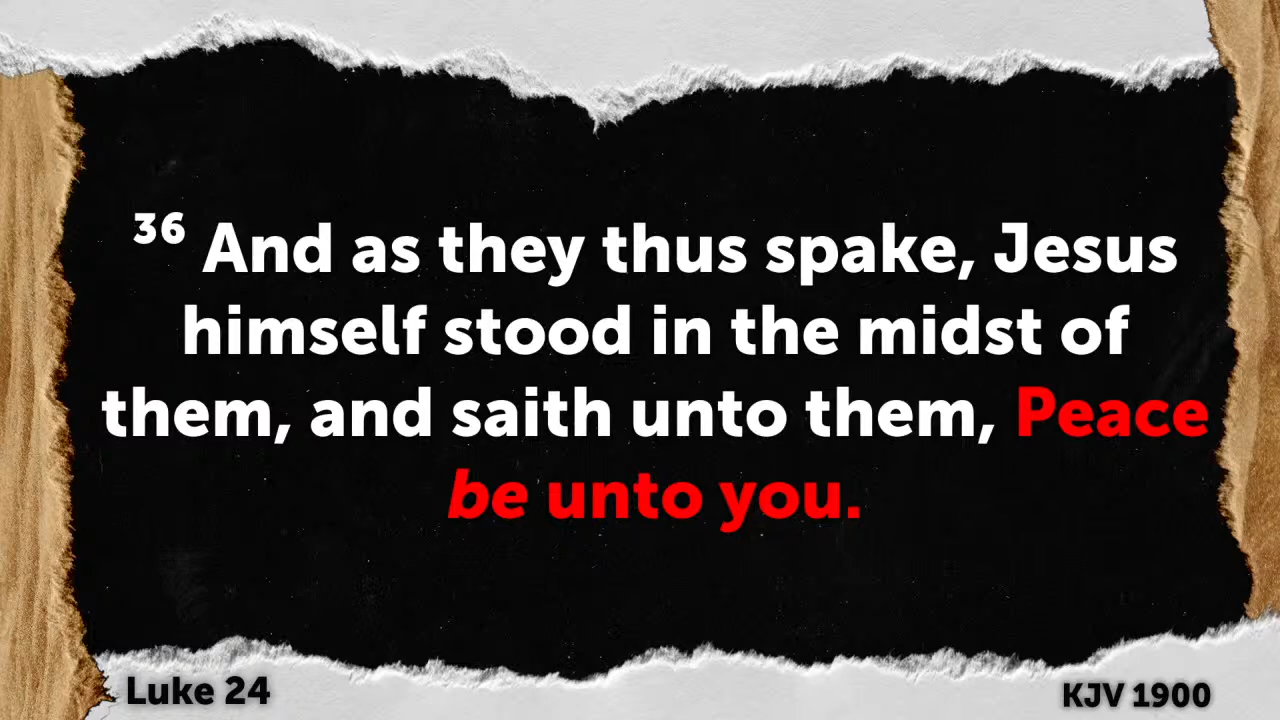 36 And as they thus spake, Jesus
himself stood in the midst of
them, and saith unto them, Peace
be unto you.
Luke 24
KJV 1900